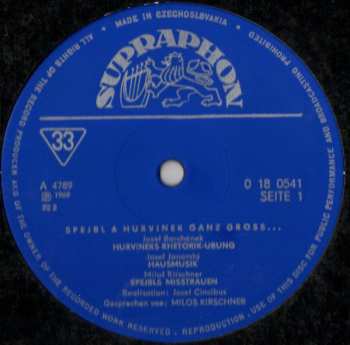 MADE IN CZECHOSLOVAKIA
ALL RIGHTS OF THE RECORD PRODUCER AND OF THE OWNER OF THE RECORDED WORK RESERVED. REPRODUCTION - USE OF THIS DISC FOR PUBLIC PERFORMANCE AND BROADCASTING PROHIBITED
SUPRAPHON
33
A 4789
Ⓟ 1969
0 18 0541
SEITE 1
SPEJBL & HURVINEK GANZ GROSS...
Josef Barchánek
HURVINEKS RHETORIK-ÜBUNG
Josef Janovský
HAUSMUSIK
Miloš Kirschner
SPEJBLS MISSTRAUEN
Realisation: Josef Cincibus
Gesprochen von: MILOŠ KIRSCHNER